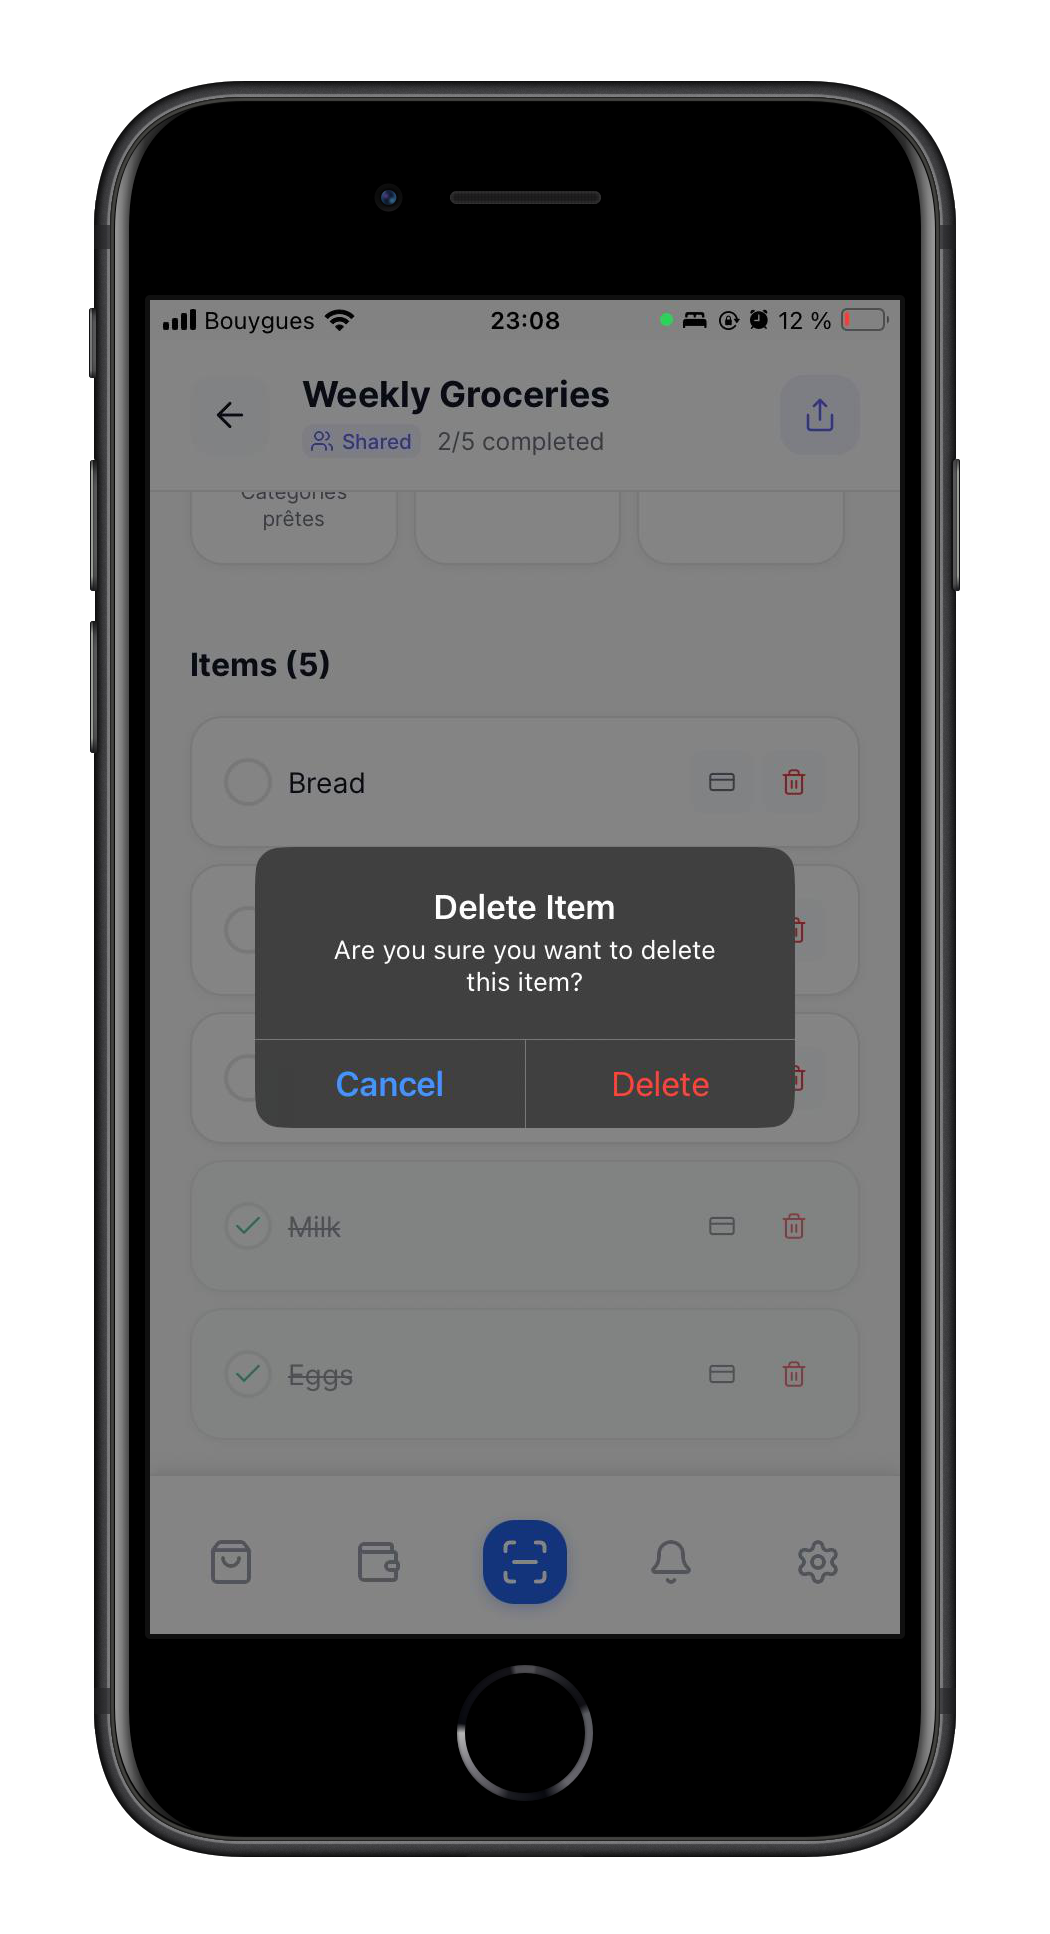 Bouygues 23:08 12 %
Weekly Groceries
Shared 2/5 completed
Catégories
prêtes
Items (5)
Bread
Delete Item
Are you sure you want to delete
this item?
Cancel Delete
Milk
Eggs